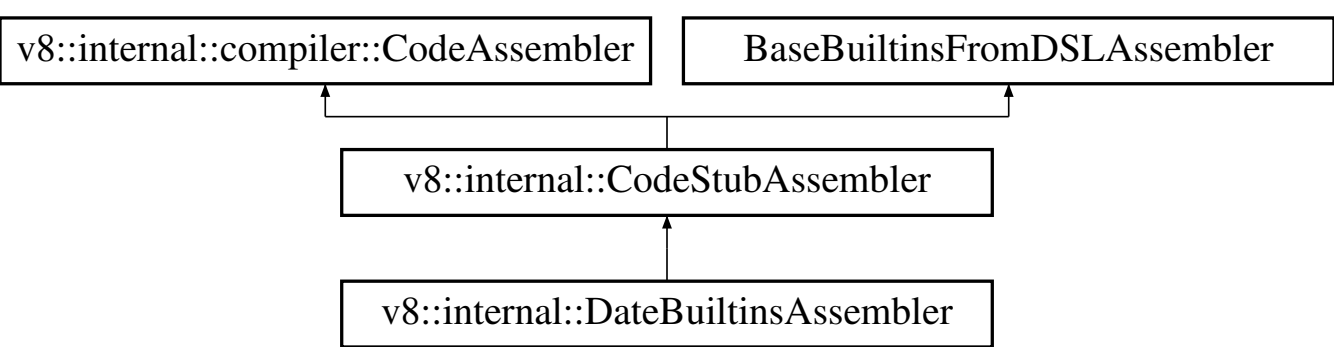 v8::internal::compiler::CodeAssembler
BaseBuiltinsFromDSLAssembler
v8::internal::CodeStubAssembler
v8::internal::DateBuiltinsAssembler